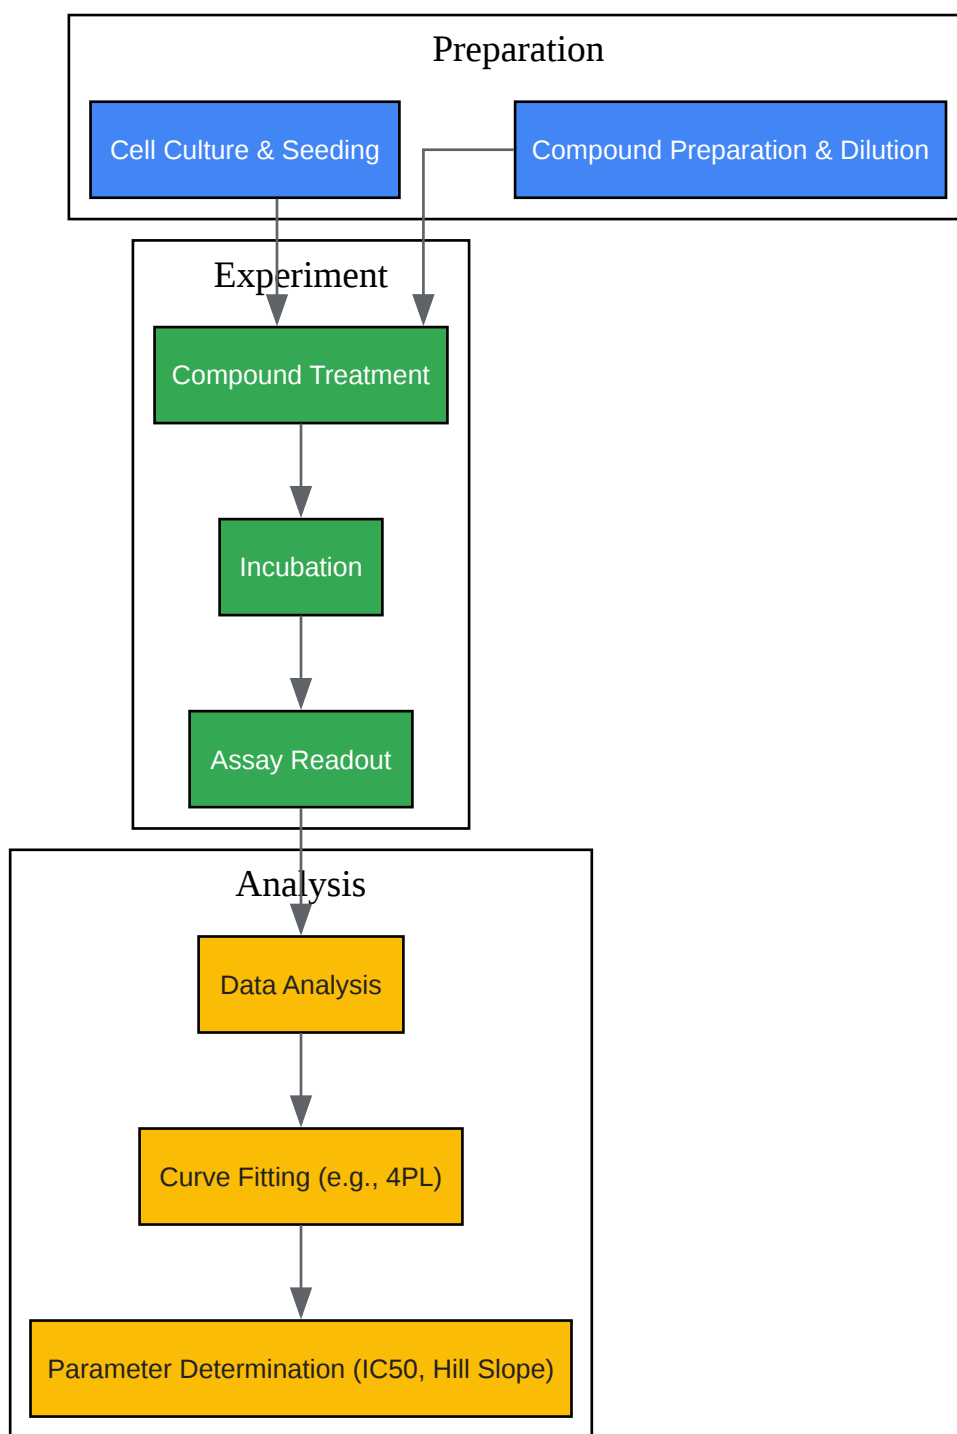 Preparation
Cell Culture & Seeding
Compound Preparation & Dilution
Experiment
Compound Treatment
Incubation
Assay Readout
Analysis
Data Analysis
Curve Fitting (e.g., 4PL)
Parameter Determination (IC50, Hill Slope)